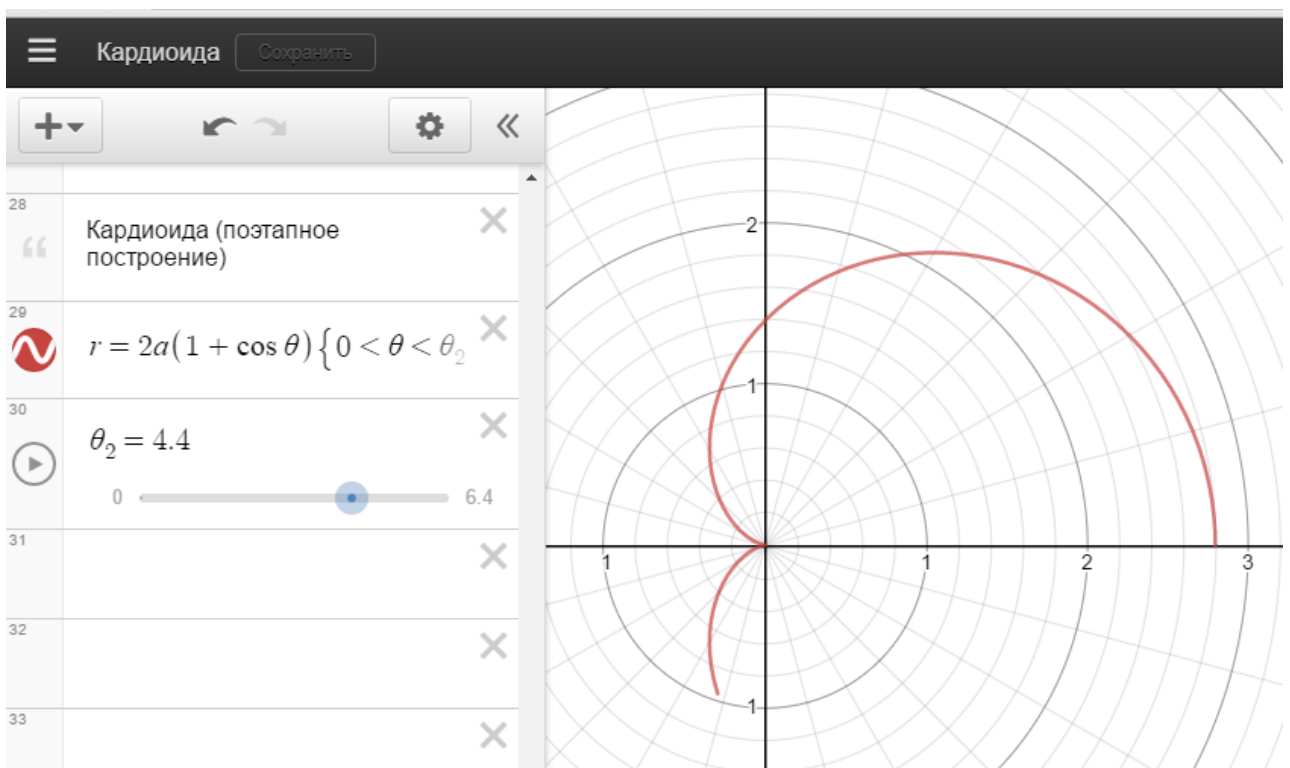 Кардиоида Сохранить
28
Кардиоида (поэтапное
построение)
29
r = 2a(1 + cos θ) {0 < θ < θ₂
30
θ₂ = 4.4
0 6.4
31
32
33
2
1
1 1 2 3
1